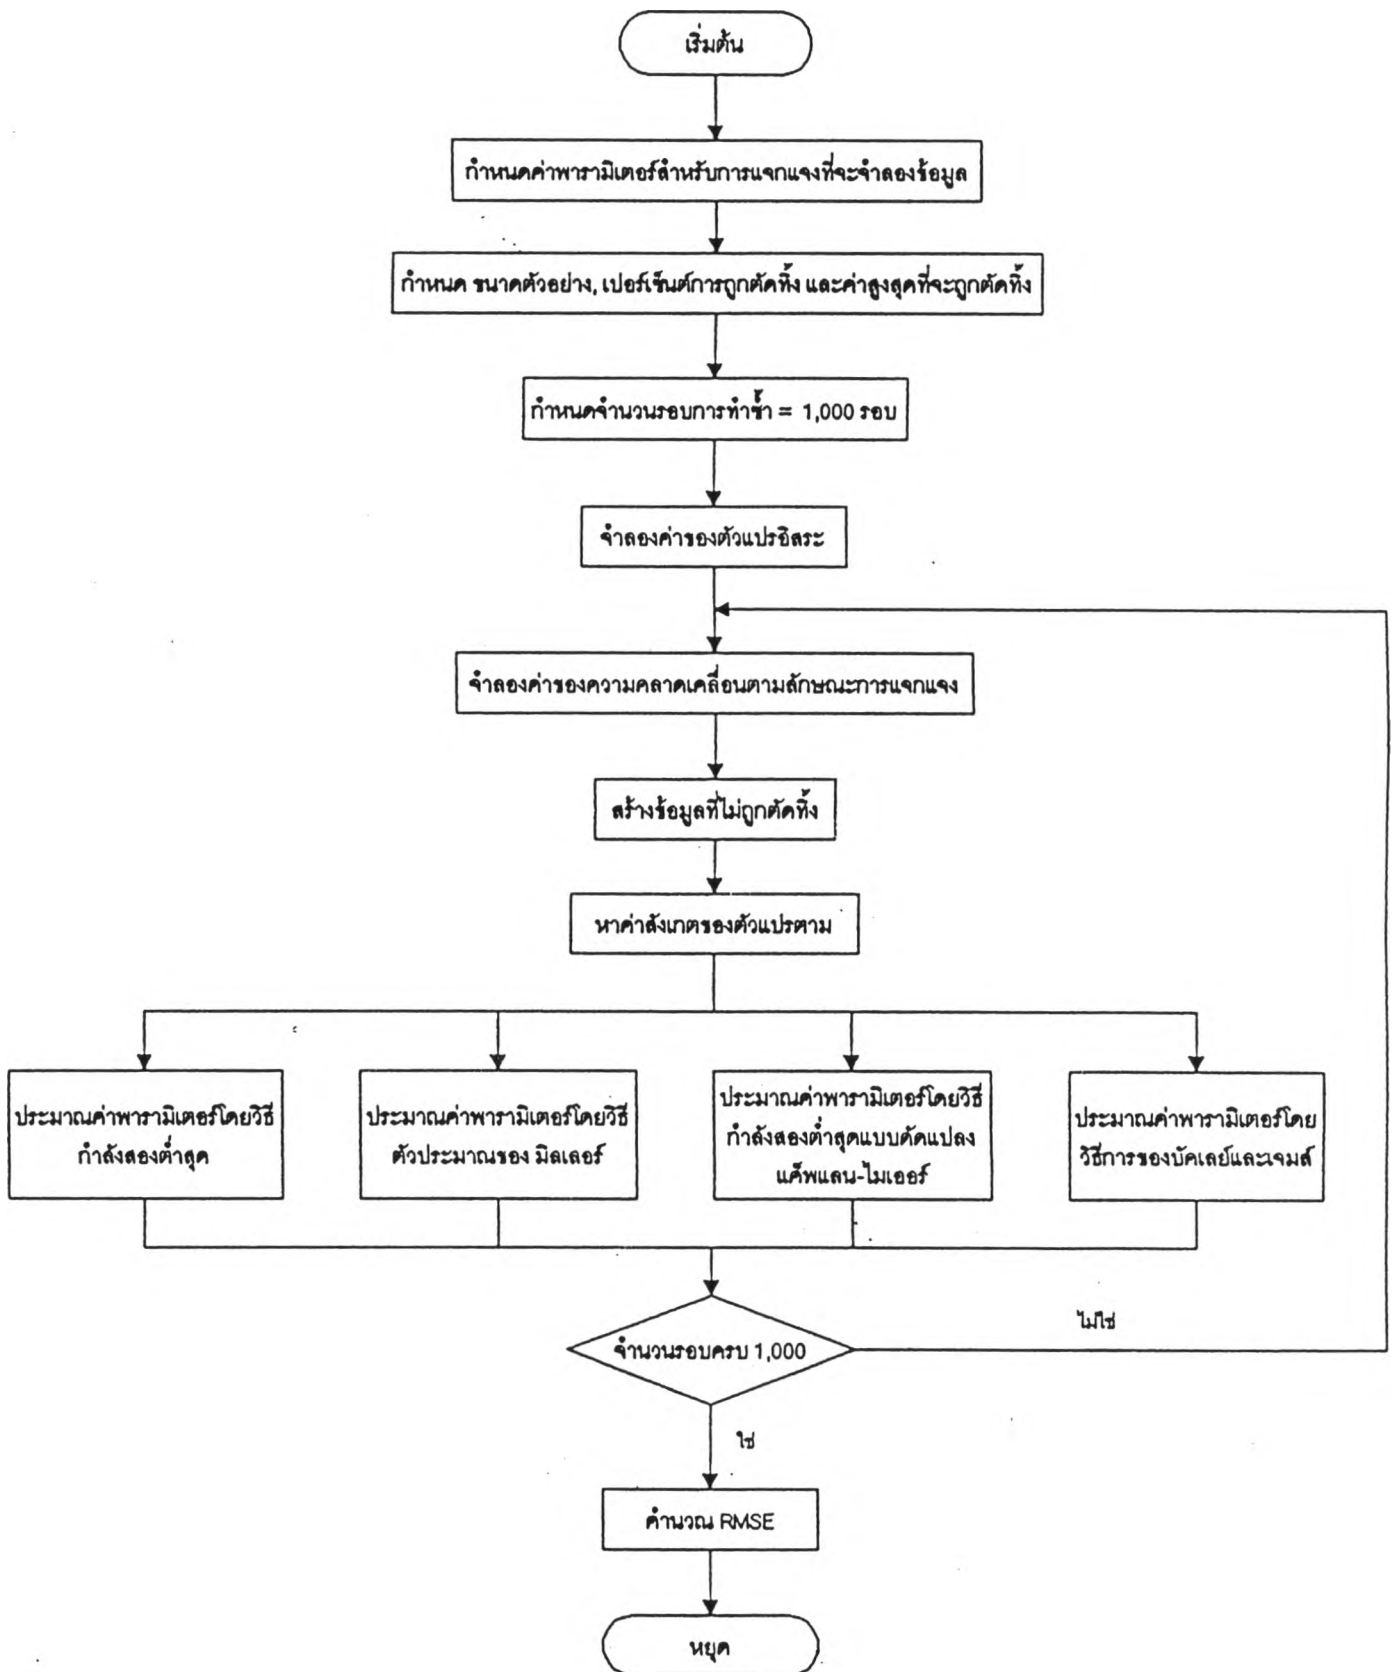 เริ่มต้น
กำหนดค่าพารามิเตอร์สำหรับการแจกแจงที่จะจำลองข้อมูล
กำหนด ขนาดตัวอย่าง, เปอร์เซ็นต์การถูกตัดทิ้ง และค่าสูงสุดที่จะถูกตัดทิ้ง
กำหนดจำนวนรอบการทำซ้ำ = 1,000 รอบ
จำลองค่าของตัวแปรอิสระ
จำลองค่าของความคลาดเคลื่อนตามลักษณะการแจกแจง
สร้างข้อมูลที่ไม่ถูกตัดทิ้ง
หาค่าสังเกตของตัวแปรตาม
ประมาณค่าพารามิเตอร์โดยวิธี
กำลังสองต่ำสุด
ประมาณค่าพารามิเตอร์โดยวิธี
ตัวประมาณของ มิลเลอร์
ประมาณค่าพารามิเตอร์โดยวิธี
กำลังสองต่ำสุดแบบดัดแปลง
แค็พแลน-ไมเออร์
ประมาณค่าพารามิเตอร์โดย
วิธีการของบัคเลย์และเจมส์
จำนวนรอบครบ 1,000
ไม่ใช่
ใช่
คำนวณ RMSE
หยุด